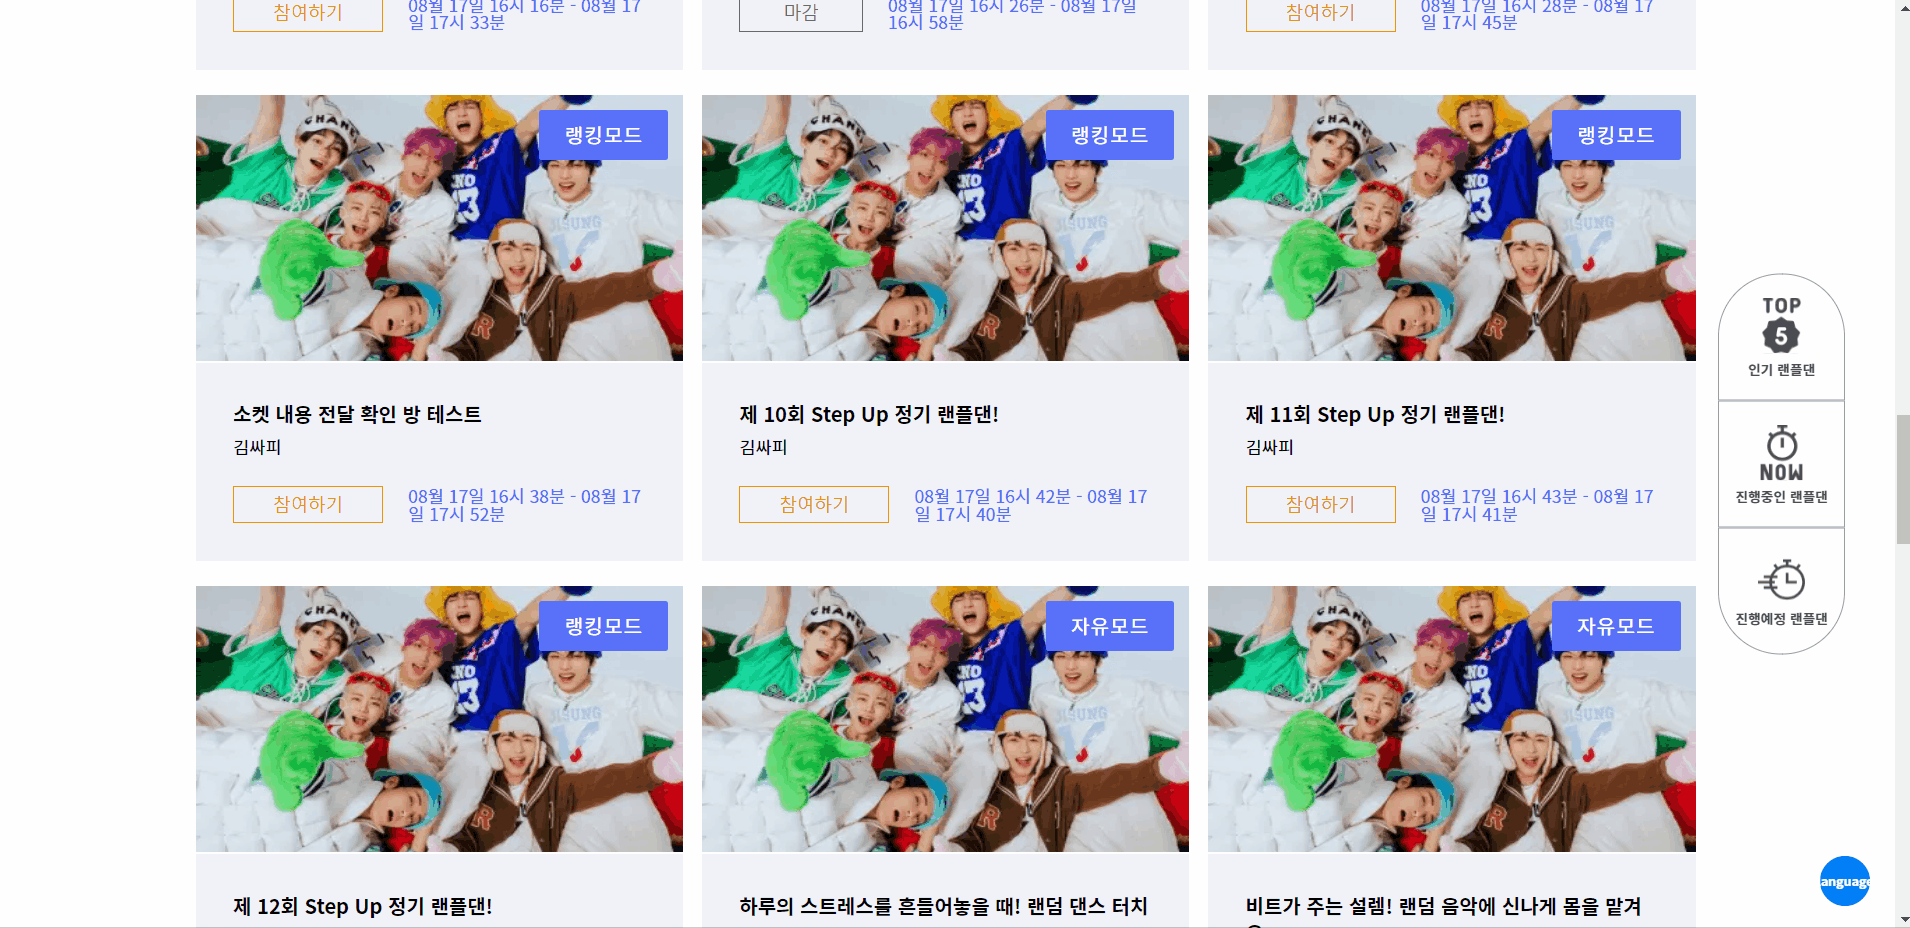 참여하기
08월 17일 16시 16분 - 08월 17
일 17시 33분
마감
08월 17일 16시 26분 - 08월 17일
16시 58분
참여하기
08월 17일 16시 28분 - 08월 17
일 17시 45분
랭킹모드
랭킹모드
랭킹모드
소켓 내용 전달 확인 방 테스트
김싸피
참여하기
08월 17일 16시 38분 - 08월 17
일 17시 52분
제 10회 Step Up 정기 랜플댄!
김싸피
참여하기
08월 17일 16시 42분 - 08월 17
일 17시 40분
제 11회 Step Up 정기 랜플댄!
김싸피
참여하기
08월 17일 16시 43분 - 08월 17
일 17시 41분
TOP
5
인기 랜플댄
NOW
진행중인 랜플댄
진행예정 랜플댄
랭킹모드
자유모드
자유모드
제 12회 Step Up 정기 랜플댄!
하루의 스트레스를 흔들어놓을 때! 랜덤 댄스 터치
비트가 주는 설렘! 랜덤 음악에 신나게 몸을 맡겨
anguage